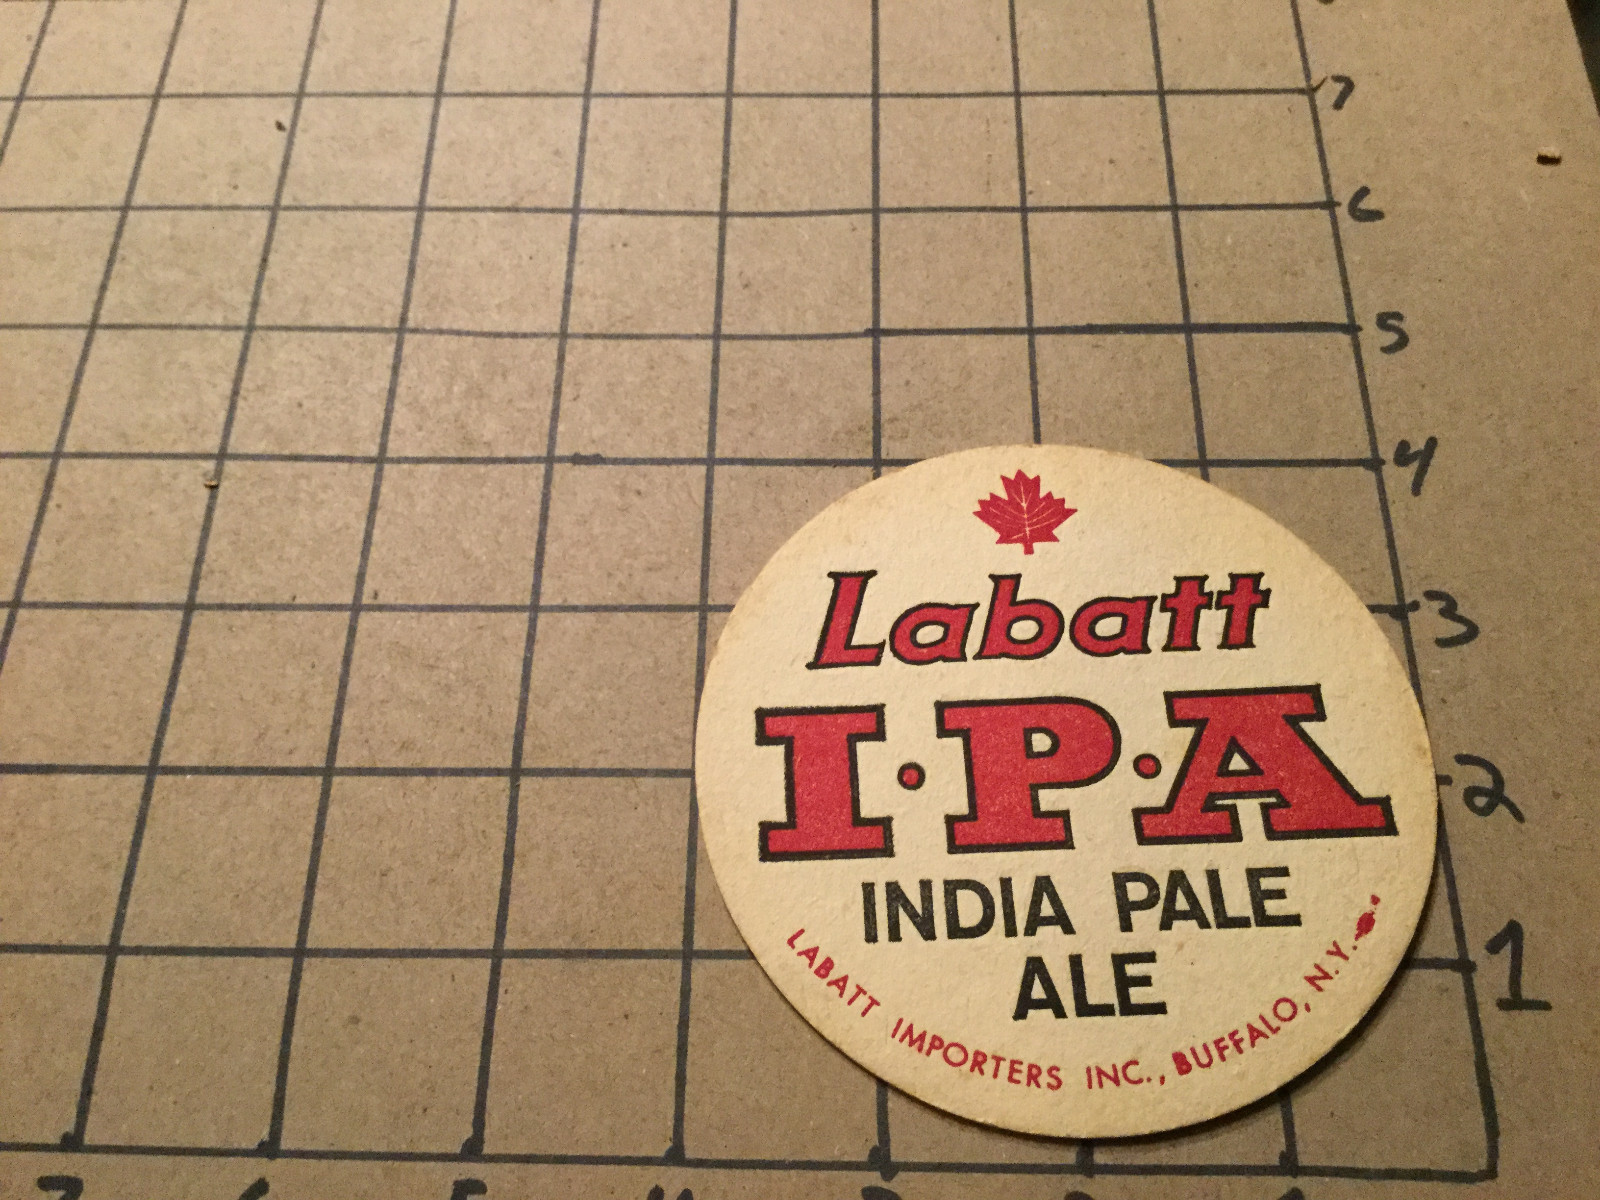 7
6
5
4
3
2
1
Labatt
I·P·A
INDIA PALE
ALE
LABATT IMPORTERS INC., BUFFALO, N.Y.